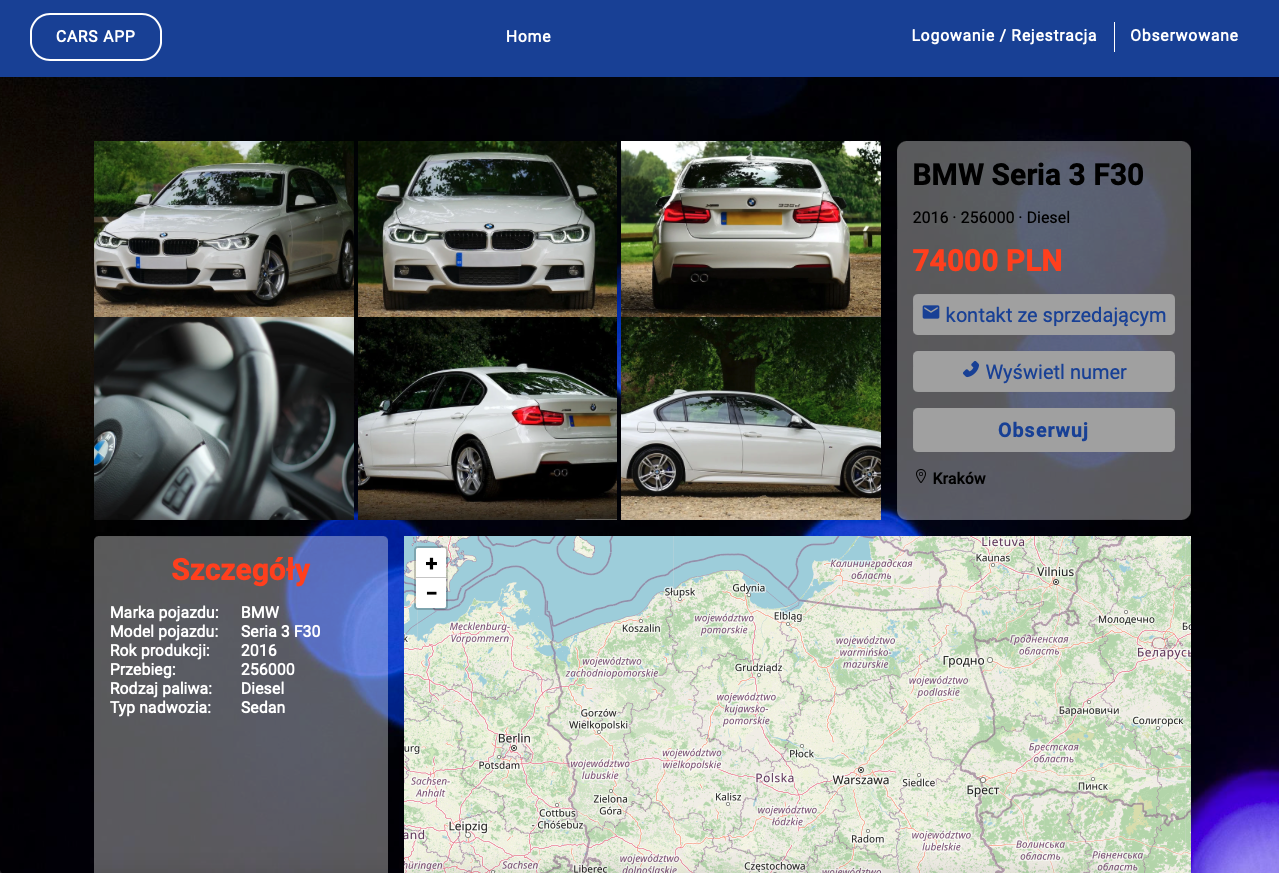 CARS APP
Home
Logowanie / Rejestracja
Obserwowane
BMW Seria 3 F30
2016 · 256000 · Diesel
74000 PLN
kontakt ze sprzedającym
Wyświetl numer
Obserwuj
Kraków
Szczegóły
Marka pojazdu: BMW
Model pojazdu: Seria 3 F30
Rok produkcji: 2016
Przebieg: 256000
Rodzaj paliwa: Diesel
Typ nadwozia: Sedan
+
−
Lietuva
Kaunas
Калининградская
область
Vilnius
Słupsk
Gdynia
Elbląg
Koszalin
Mecklenburg-
Vorpommern
województwo
pomorskie
Молодечно
województwo
warmińsko-
mazurskie
Гродненская
область
Беларусь
województwo
zachodniopomorskie
Grudziądz
Гродно
województwo
podlaskie
województwo
kujawsko-
pomorskie
Барановичи
Солигорск
Gorzów
Wielkopolski
Berlin
Potsdam
województwo
lubuskie
województwo
wielkopolskie
Płock
Polska
Warszawa
Siedlce
Брест
Брестская
область
Пинск
Sachsen-
Anhalt
Zielona
Góra
Kalisz
Cottbus
- Chóśebuz
województwo
łódzkie
Leipzig
Radom
województwo
lubelskie
Волинська
область
Рівненська
область
Sachsen
Liberec
województwo
dolnośląskie
Częstochowa